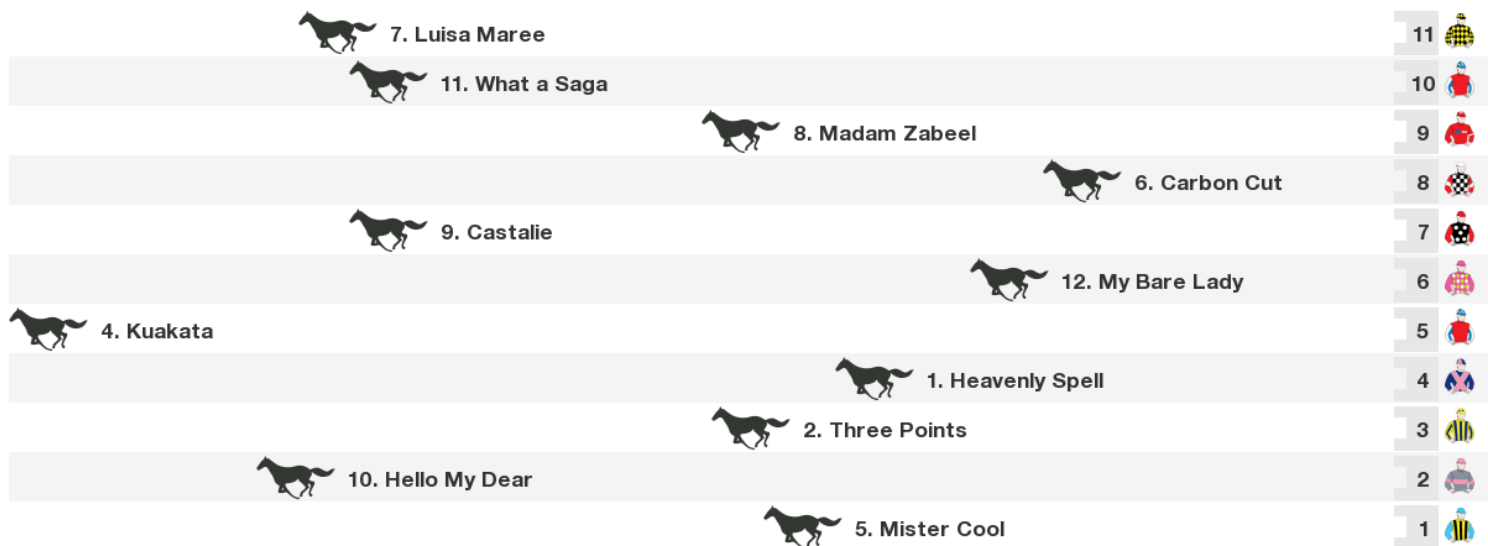 7. Luisa Maree 11
11. What a Saga 10
8. Madam Zabeel 9
6. Carbon Cut 8
9. Castalie 7
12. My Bare Lady 6
4. Kuakata 5
1. Heavenly Spell 4
2. Three Points 3
10. Hello My Dear 2
5. Mister Cool 1